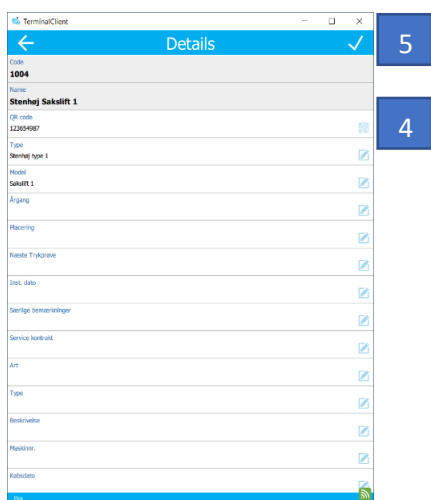 TerminalClient
Details
5
Code
1004
Name
Stenhøj Sakslift 1
QR code
123654987
4
Type
Stenhøj type 1
Model
Sakslift 1
Årgang
Placering
Næste Trykprøve
Inst. dato
Særlige bemærkninger
Service kontrakt
Art
Type
Beskrivelse
Maskinnr.
Købsdato